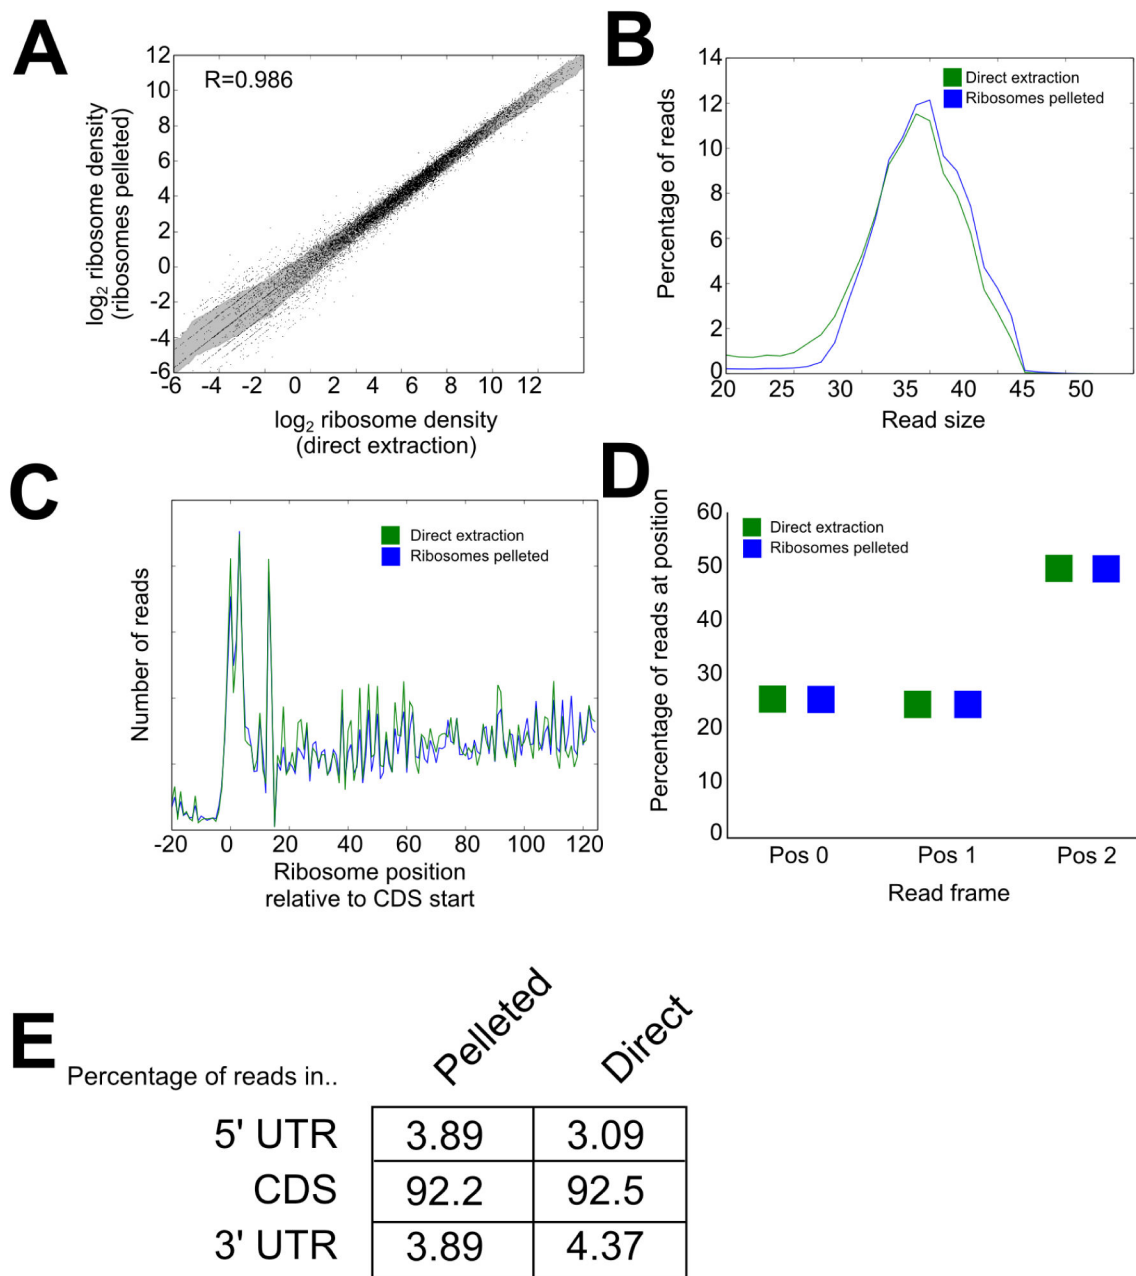 A
12
10
8
6
4
2
0
-2
-4
-6
R=0.986
log2 ribosome density
(ribosomes pelleted)
-6 -4 -2 0 2 4 6 8 10 12
log2 ribosome density
(direct extraction)
B
14
12
10
8
6
4
2
0
Percentage of reads
Direct extraction
Ribosomes pelleted
20 25 30 35 40 45 50
Read size
C
Number of reads
Direct extraction
Ribosomes pelleted
-20 0 20 40 60 80 100 120
Ribosome position
relative to CDS start
D
60
50
40
30
20
10
0
Percentage of reads at position
Direct extraction
Ribosomes pelleted
Pos 0 Pos 1 Pos 2
Read frame
E
Pelleted Direct
Percentage of reads in..
5' UTR 3.89 3.09
CDS 92.2 92.5
3' UTR 3.89 4.37